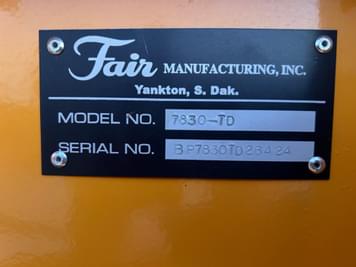 Fair MANUFACTURING, INC.
Yankton, S. Dak.
MODEL NO. 7830-TD
SERIAL NO. BP7830TD28424